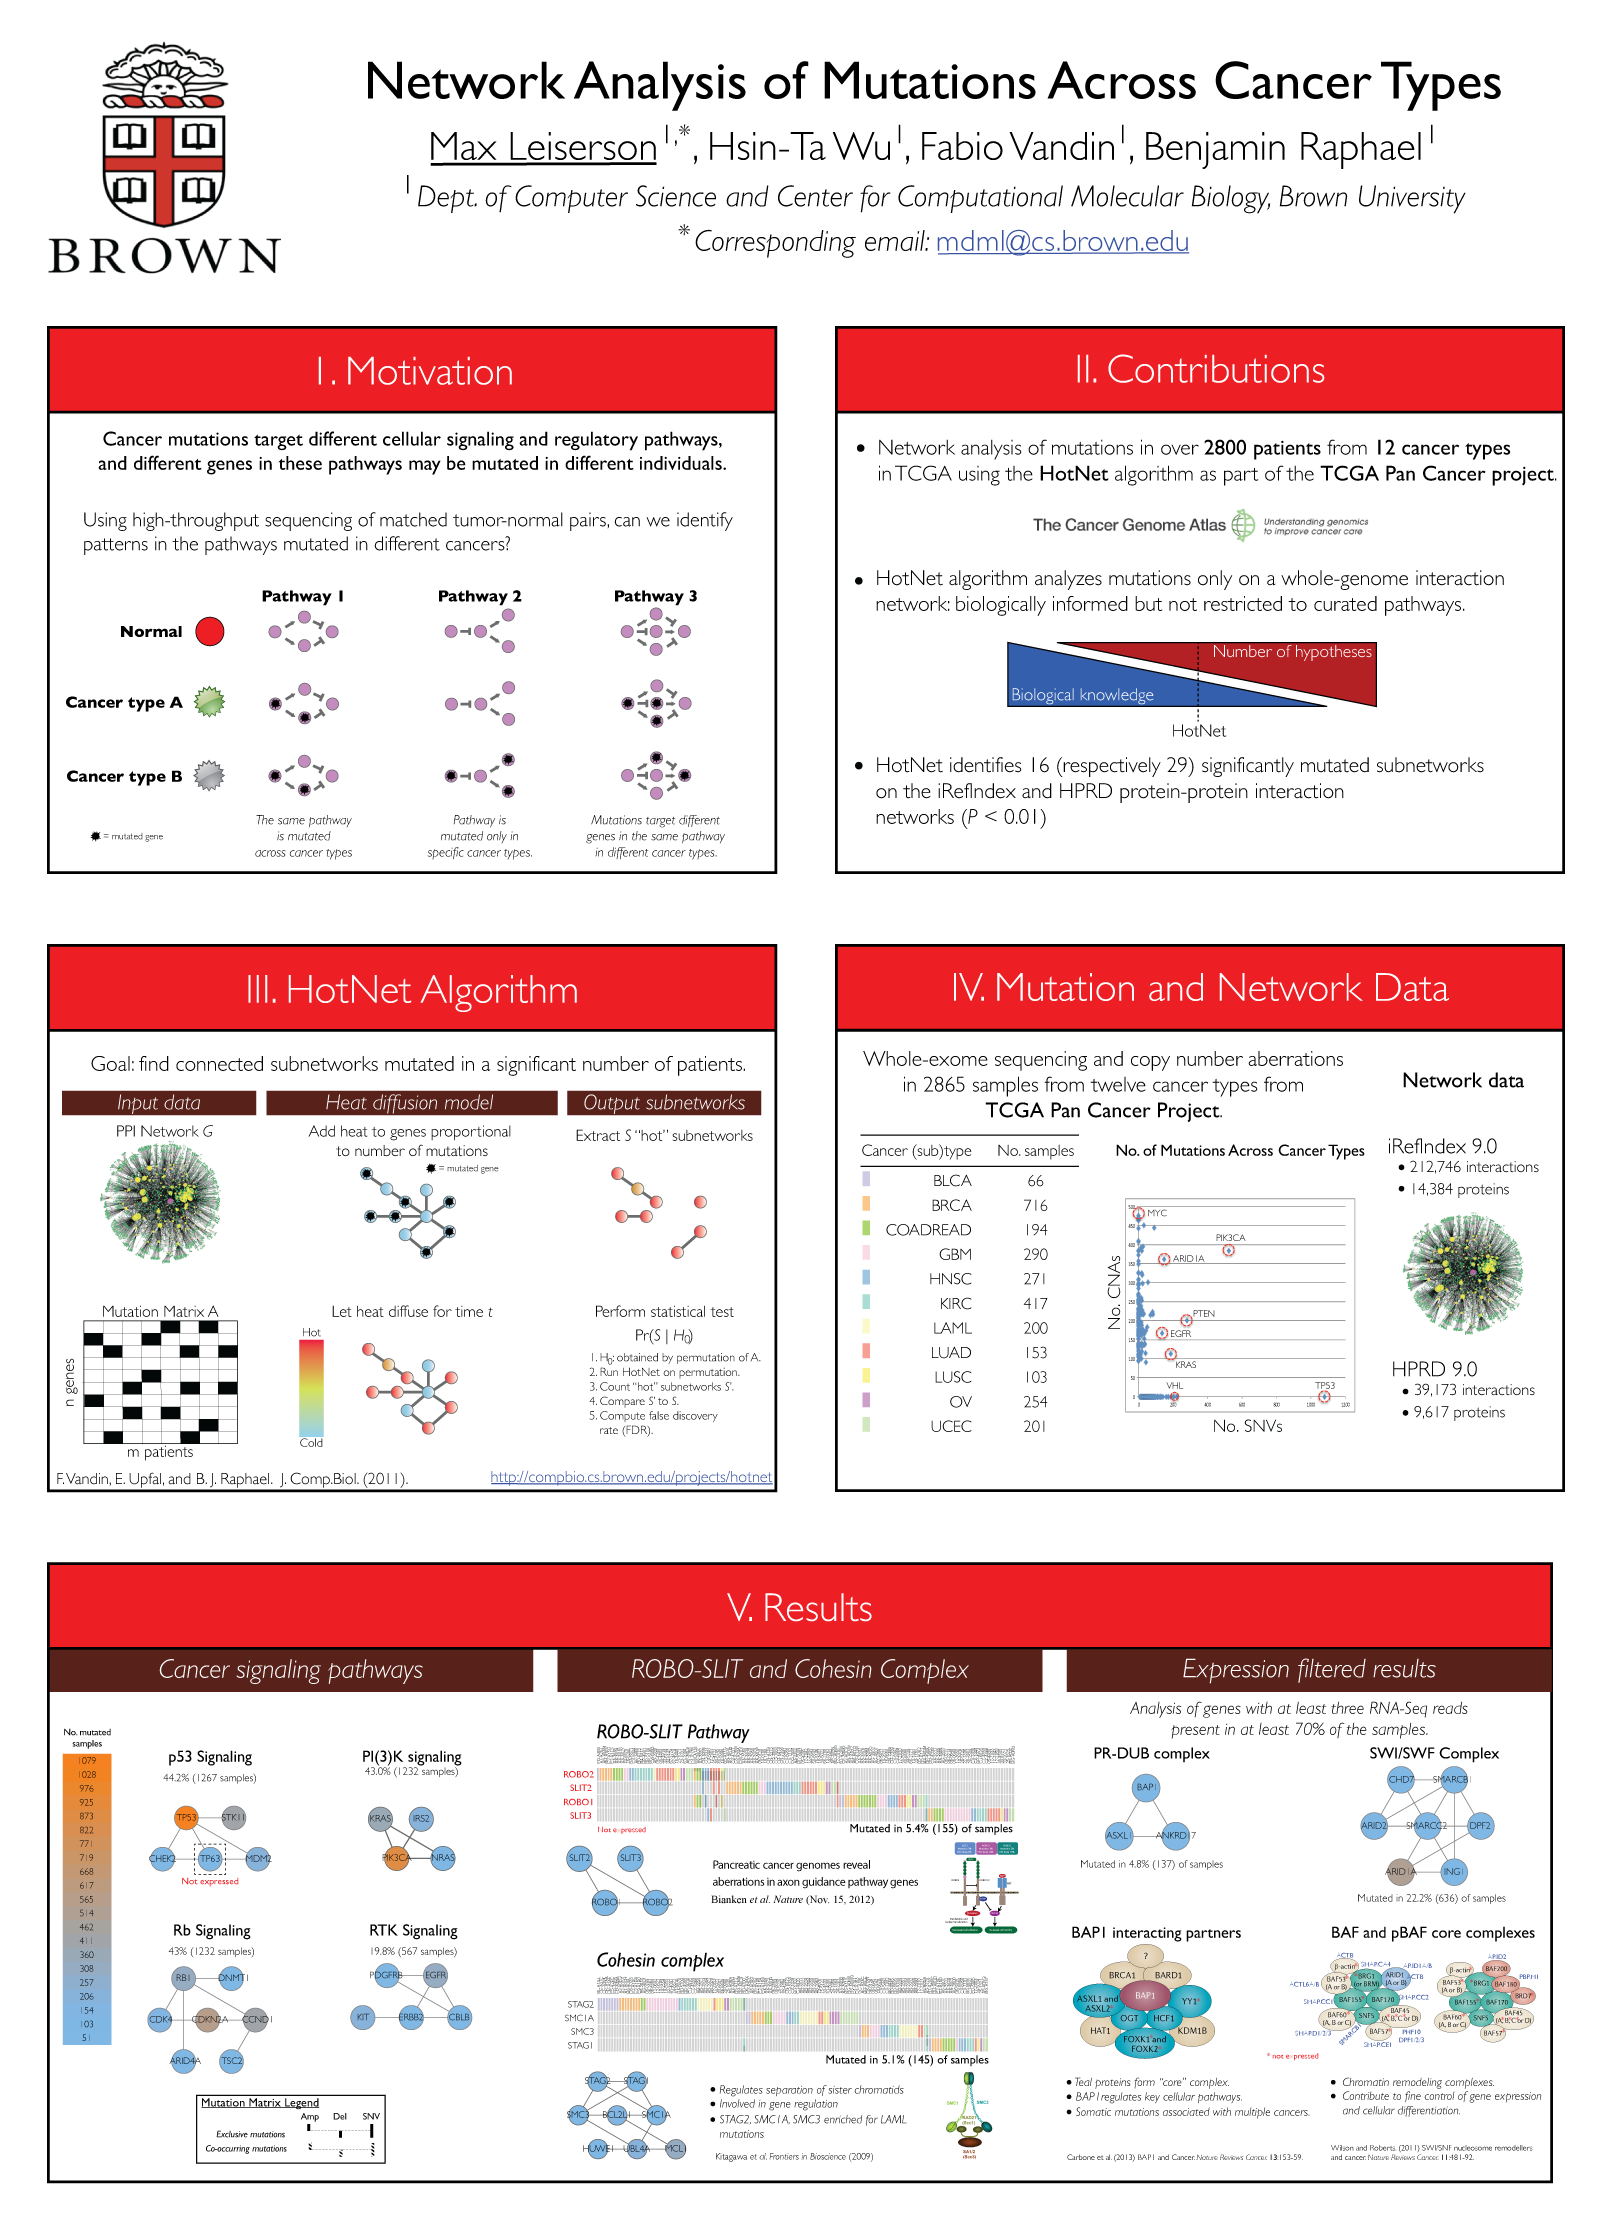 Network Analysis of Mutations Across Cancer Types
Max Leiserson1,*, Hsin-Ta Wu1, Fabio Vandin1, Benjamin Raphael1
1 Dept. of Computer Science and Center for Computational Molecular Biology, Brown University
* Corresponding email: mdml@cs.brown.edu
BROWN
I. Motivation
Cancer mutations target different cellular signaling and regulatory pathways,
and different genes in these pathways may be mutated in different individuals.
Using high-throughput sequencing of matched tumor-normal pairs, can we identify
patterns in the pathways mutated in different cancers?
Pathway 1 Pathway 2 Pathway 3
Normal
Cancer type A
Cancer type B
= mutated gene
The same pathway
is mutated
across cancer types
Pathway is
mutated only in
specific cancer types.
Mutations target different
genes in the same pathway
in different cancer types.
II. Contributions
• Network analysis of mutations in over 2800 patients from 12 cancer types
in TCGA using the HotNet algorithm as part of the TCGA Pan Cancer project.
The Cancer Genome Atlas
Understanding genomics
to improve cancer care
• HotNet algorithm analyzes mutations only on a whole-genome interaction
network: biologically informed but not restricted to curated pathways.
Number of hypotheses
Biological knowledge
HotNet
• HotNet identifies 16 (respectively 29) significantly mutated subnetworks
on the iRefIndex and HPRD protein-protein interaction
networks (P < 0.01)
III. HotNet Algorithm
Goal: find connected subnetworks mutated in a significant number of patients.
Input data
PPI Network G
Mutation Matrix A
n genes
m patients
Heat diffusion model
Add heat to genes proportional
to number of mutations
= mutated gene
Let heat diffuse for time t
Hot
Cold
Output subnetworks
Extract S "hot" subnetworks
Perform statistical test
Pr(S | H0)
1. H0: obtained by permutation of A.
2. Run HotNet on permutation.
3. Count "hot" subnetworks S'.
4. Compare S' to S.
5. Compute false discovery
rate (FDR).
F. Vandin, E. Upfal, and B. J. Raphael. J. Comp.Biol. (2011).
http://compbio.cs.brown.edu/projects/hotnet
IV. Mutation and Network Data
Whole-exome sequencing and copy number aberrations
in 2865 samples from twelve cancer types from
TCGA Pan Cancer Project.
Cancer (sub)type No. samples
BLCA 66
BRCA 716
COADREAD 194
GBM 290
HNSC 271
KIRC 417
LAML 200
LUAD 153
LUSC 103
OV 254
UCEC 201
No. of Mutations Across Cancer Types
No. CNAs
MYC
PIK3CA
ARID1A
PTEN
EGFR
KRAS
VHL
TP53
0 200 400 600 800 1000 1200
No. SNVs
Network data
iRefIndex 9.0
• 212,746 interactions
• 14,384 proteins
HPRD 9.0
• 39,173 interactions
• 9,617 proteins
V. Results
Cancer signaling pathways
No. mutated
samples
1079
1028
976
925
873
822
771
719
668
617
565
514
462
411
360
308
257
206
154
103
51
p53 Signaling
44.2% (1267 samples)
TP53 STK11
CHEK2 TP63 MDM2
Not expressed
PI(3)K signaling
43.0% (1232 samples)
KRAS IRS2
PIK3CA NRAS
Rb Signaling
43% (1232 samples)
RB1 DNMT1
CDK4 CDKN2A CCND1
ARID4A TSC2
RTK Signaling
19.8% (567 samples)
PDGFRB EGFR
KIT ERBB2 CBLB
Mutation Matrix Legend
Amp Del SNV
Exclusive mutations
Co-occurring mutations
ROBO-SLIT and Cohesin Complex
ROBO-SLIT Pathway
ROBO2
SLIT2
ROBO1
SLIT3
Not expressed
Mutated in 5.4% (155) of samples
SLIT2 SLIT3
ROBO1 ROBO2
Pancreatic cancer genomes reveal
aberrations in axon guidance pathway genes
Bianken et al. Nature (Nov. 15, 2012)
Cohesin complex
STAG2
SMC1A
SMC3
STAG1
Mutated in 5.1% (145) of samples
STAG2 STAG1
SMC3 BCL2L1 SMC1A
HUWE1 UBL4A MCL1
• Regulates separation of sister chromatids
• Involved in gene regulation
• STAG2, SMC1A, SMC3 enriched for LAML
mutations
Kitagawa et al. Frontiers in Bioscience (2009)
SMC1 SMC3
Expression filtered results
Analysis of genes with at least three RNA-Seq reads
present in at least 70% of the samples.
PR-DUB complex
BAP1
ASXL1 ANKRD17
Mutated in 4.8% (137) of samples
SWI/SWF Complex
CHD7 SMARCB1
ARID2 SMARCC2 DPF2
ARID1A ING1
Mutated in 22.2% (636) of samples
BAP1 interacting partners
?
BRCA1 BARD1
ASXL1 and
ASXL2
BAP1
YY1
OGT HCF1
HAT1 KDM1B
FOXK1 and
FOXK2
• Teal proteins form "core" complex.
• BAP1regulates key cellular pathways.
• Somatic mutations associated with multiple cancers.
Carbone et al. (2013) BAP1 and Cancer. Nature Reviews Cancer. 13:153-59.
BAF and pBAF core complexes
* not expressed
• Chromatin remodeling complexes.
• Contribute to fine control of gene expression
and cellular differentiation.
Wilson and Roberts. (2011) SWI/SNF nucleosome remodellers
and cancer. Nature Reviews Cancer. 11:481-92.